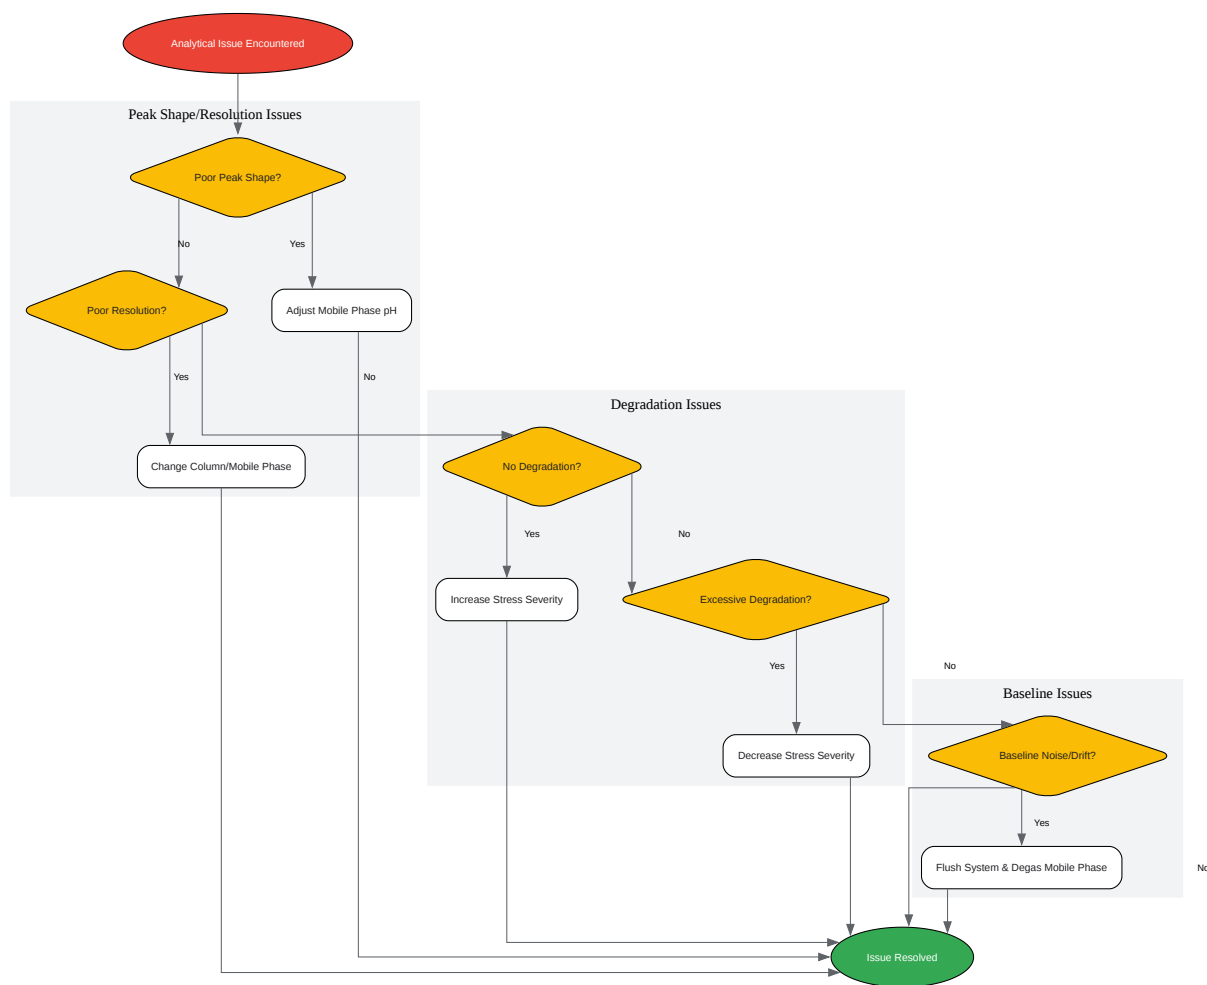 Analytical Issue Encountered
Peak Shape/Resolution Issues
Poor Peak Shape?
No
Yes
Poor Resolution?
Adjust Mobile Phase pH
Yes
No
Change Column/Mobile Phase
Degradation Issues
No Degradation?
Yes
No
Increase Stress Severity
Excessive Degradation?
Yes
No
Decrease Stress Severity
Baseline Issues
Baseline Noise/Drift?
Yes
Flush System & Degas Mobile Phase
No
Issue Resolved